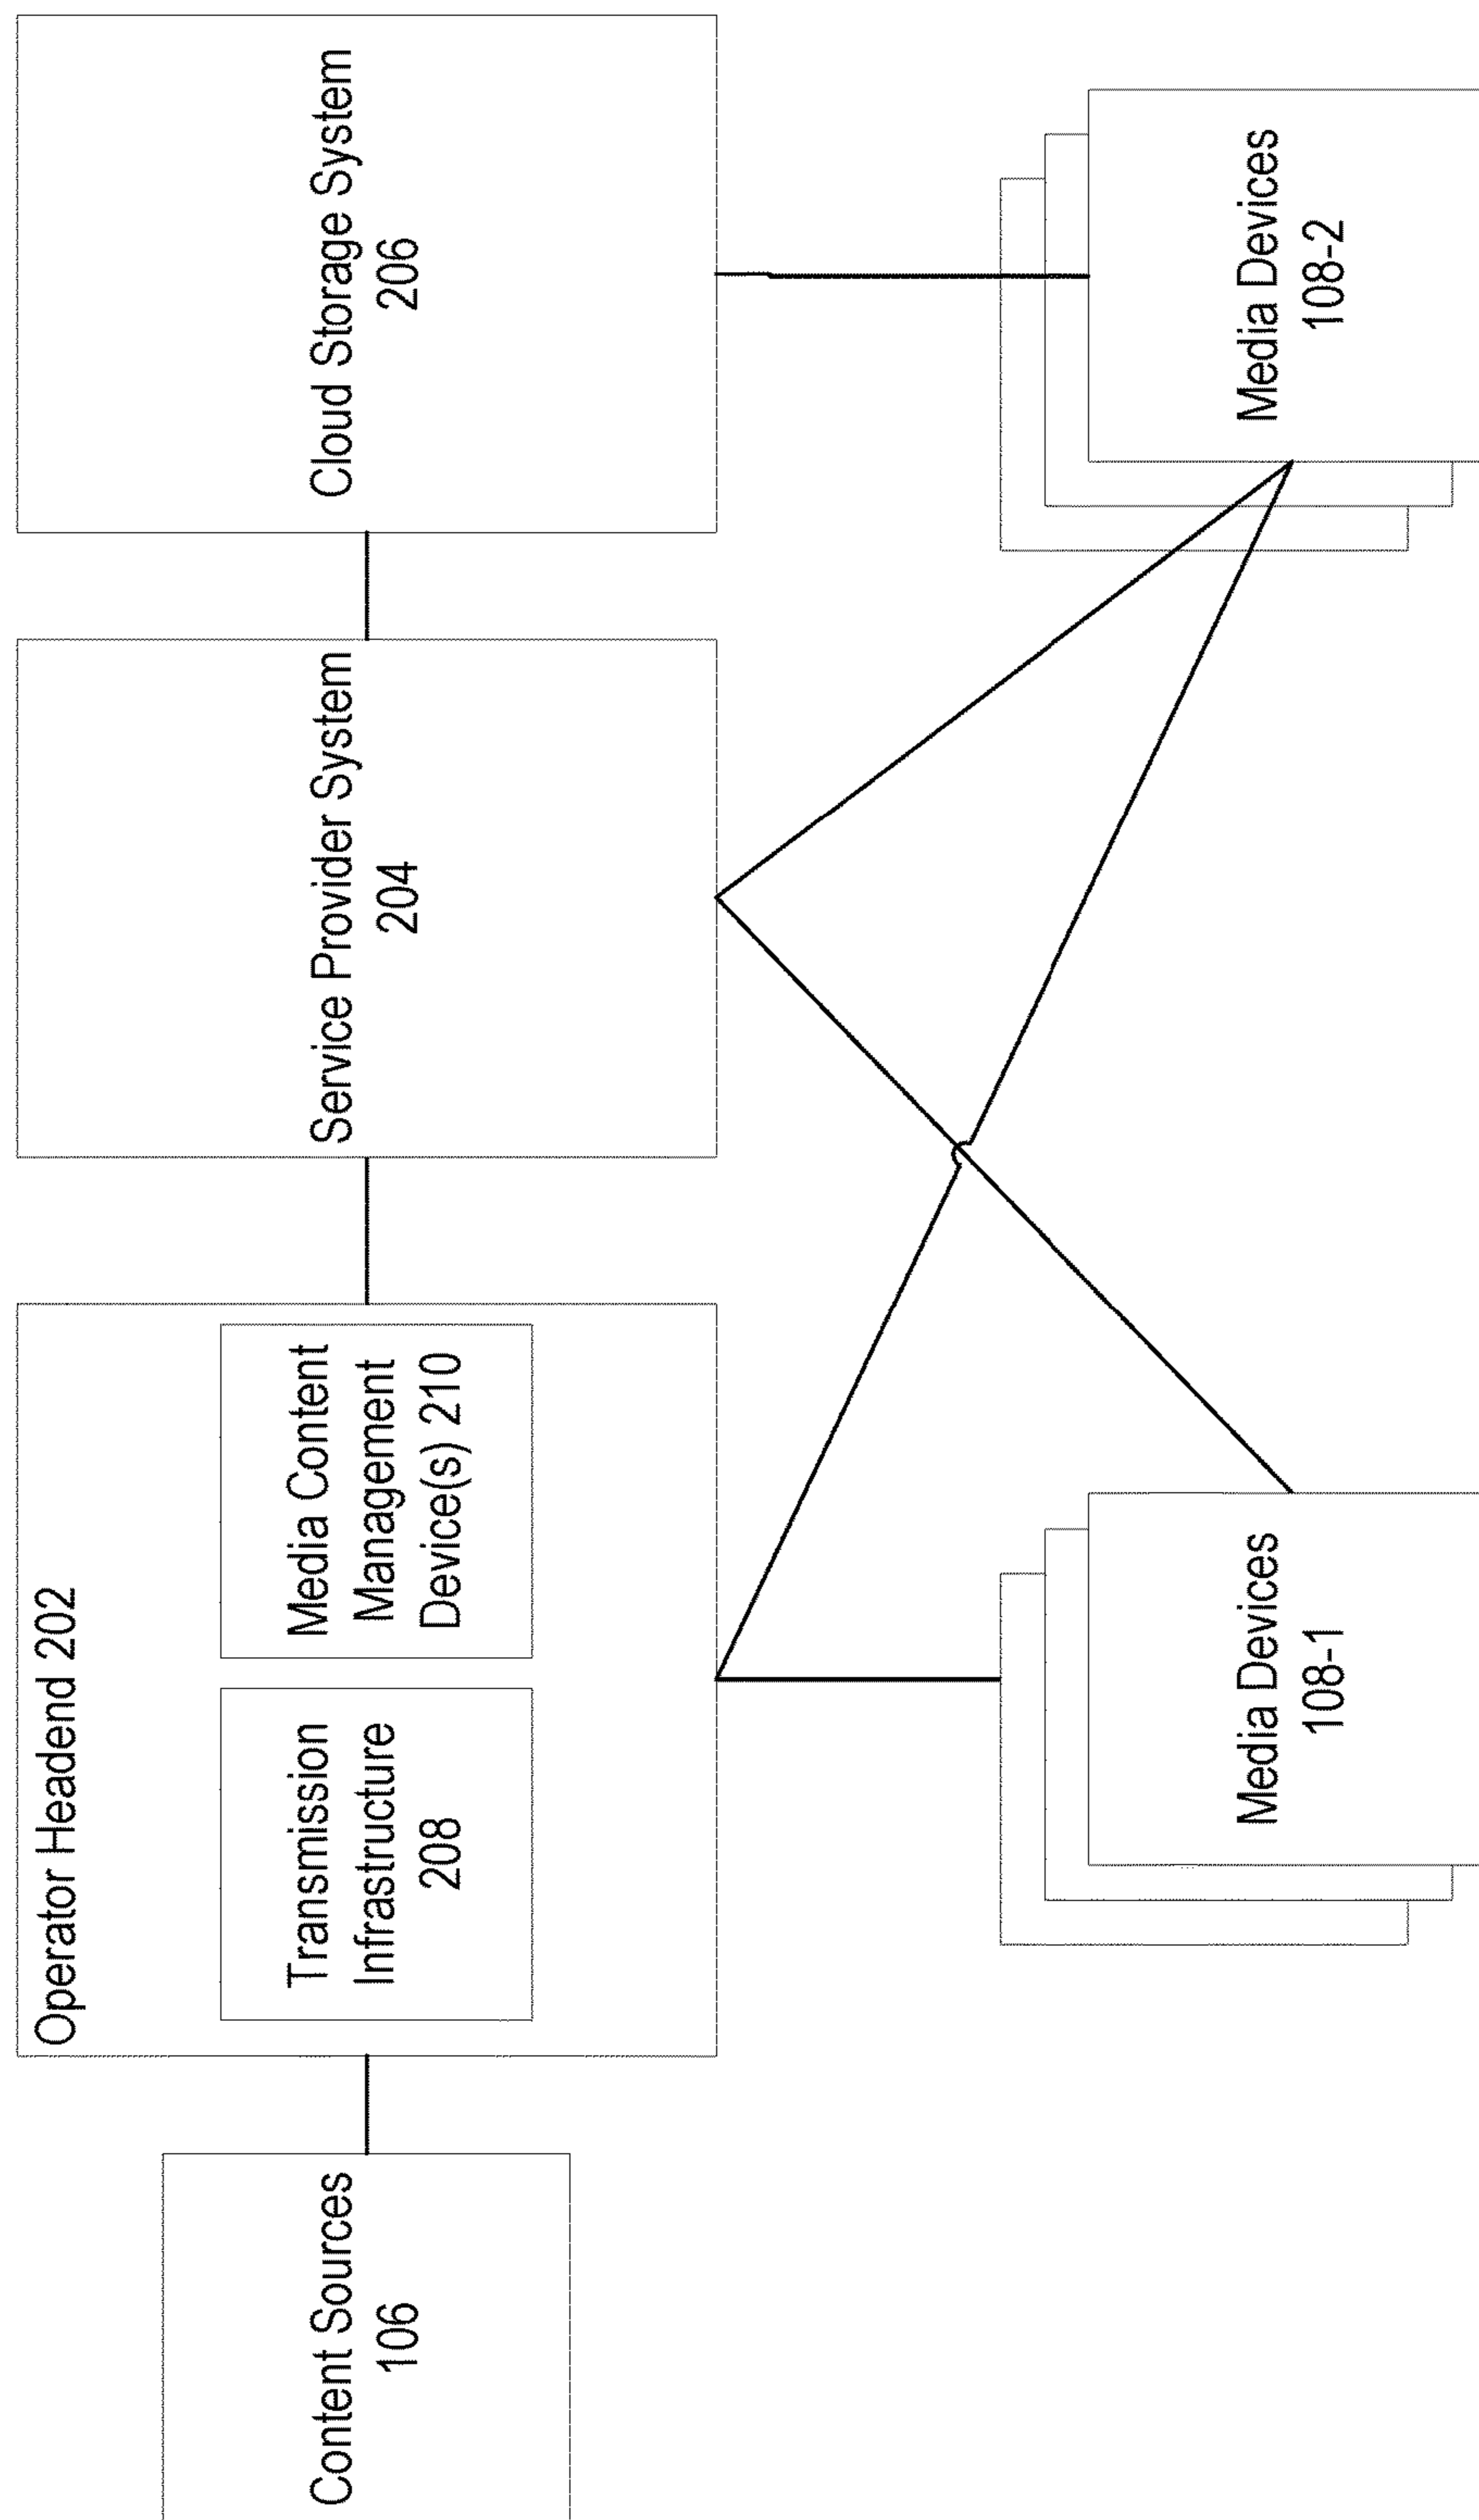 Content Sources
106
Operator Headend 202
Transmission
Infrastructure
208
Media Content
Management
Device(s) 210
Service Provider System
204
Cloud Storage System
206
Media Devices
108-1
Media Devices
108-2